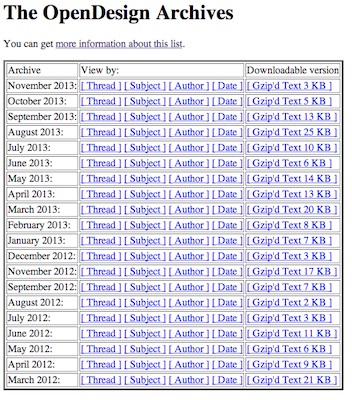 The OpenDesign Archives
You can get more information about this list.
Archive View by: Downloadable version
November 2013: [ Thread ] [ Subject ] [ Author ] [ Date ] [ Gzip'd Text 3 KB ]
October 2013: [ Thread ] [ Subject ] [ Author ] [ Date ] [ Gzip'd Text 5 KB ]
September 2013: [ Thread ] [ Subject ] [ Author ] [ Date ] [ Gzip'd Text 13 KB ]
August 2013: [ Thread ] [ Subject ] [ Author ] [ Date ] [ Gzip'd Text 25 KB ]
July 2013: [ Thread ] [ Subject ] [ Author ] [ Date ] [ Gzip'd Text 10 KB ]
June 2013: [ Thread ] [ Subject ] [ Author ] [ Date ] [ Gzip'd Text 6 KB ]
May 2013: [ Thread ] [ Subject ] [ Author ] [ Date ] [ Gzip'd Text 14 KB ]
April 2013: [ Thread ] [ Subject ] [ Author ] [ Date ] [ Gzip'd Text 13 KB ]
March 2013: [ Thread ] [ Subject ] [ Author ] [ Date ] [ Gzip'd Text 20 KB ]
February 2013: [ Thread ] [ Subject ] [ Author ] [ Date ] [ Gzip'd Text 8 KB ]
January 2013: [ Thread ] [ Subject ] [ Author ] [ Date ] [ Gzip'd Text 7 KB ]
December 2012: [ Thread ] [ Subject ] [ Author ] [ Date ] [ Gzip'd Text 3 KB ]
November 2012: [ Thread ] [ Subject ] [ Author ] [ Date ] [ Gzip'd Text 17 KB ]
September 2012: [ Thread ] [ Subject ] [ Author ] [ Date ] [ Gzip'd Text 7 KB ]
August 2012: [ Thread ] [ Subject ] [ Author ] [ Date ] [ Gzip'd Text 2 KB ]
July 2012: [ Thread ] [ Subject ] [ Author ] [ Date ] [ Gzip'd Text 3 KB ]
June 2012: [ Thread ] [ Subject ] [ Author ] [ Date ] [ Gzip'd Text 11 KB ]
May 2012: [ Thread ] [ Subject ] [ Author ] [ Date ] [ Gzip'd Text 6 KB ]
April 2012: [ Thread ] [ Subject ] [ Author ] [ Date ] [ Gzip'd Text 9 KB ]
March 2012: [ Thread ] [ Subject ] [ Author ] [ Date ] [ Gzip'd Text 21 KB ]